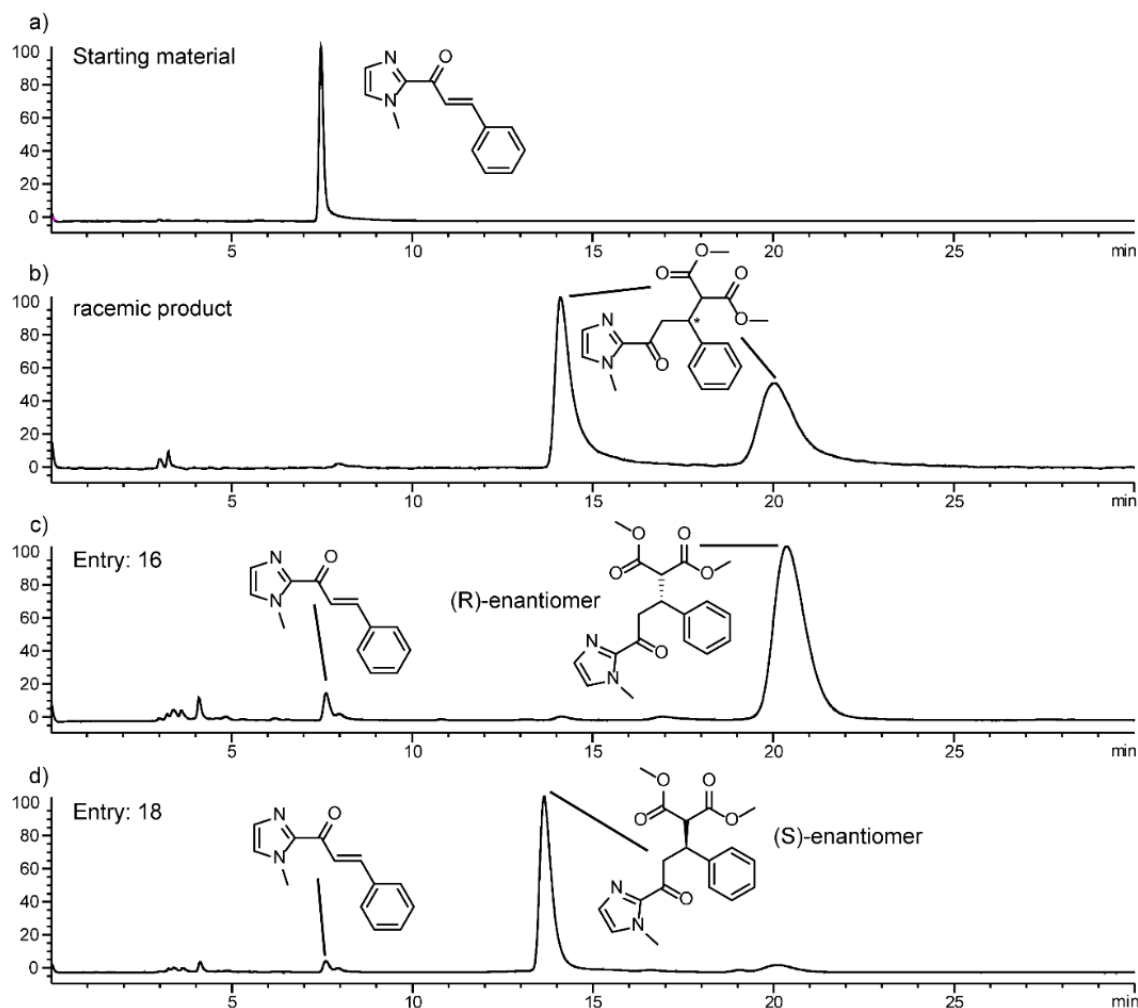 a)
Starting material
100
80
60
40
20
0
N
N
O
5
10
15
20
25
min
b)
racemic product
100
80
60
40
20
0
O
O
O
O
N
N
O
*
5
10
15
20
25
min
c)
Entry: 16
100
80
60
40
20
0
N
N
O
(R)-enantiomer
O
O
O
O
N
N
O
5
10
15
20
25
min
d)
Entry: 18
100
80
60
40
20
0
N
N
O
O
O
O
O
N
N
O
(S)-enantiomer
5
10
15
20
25
min